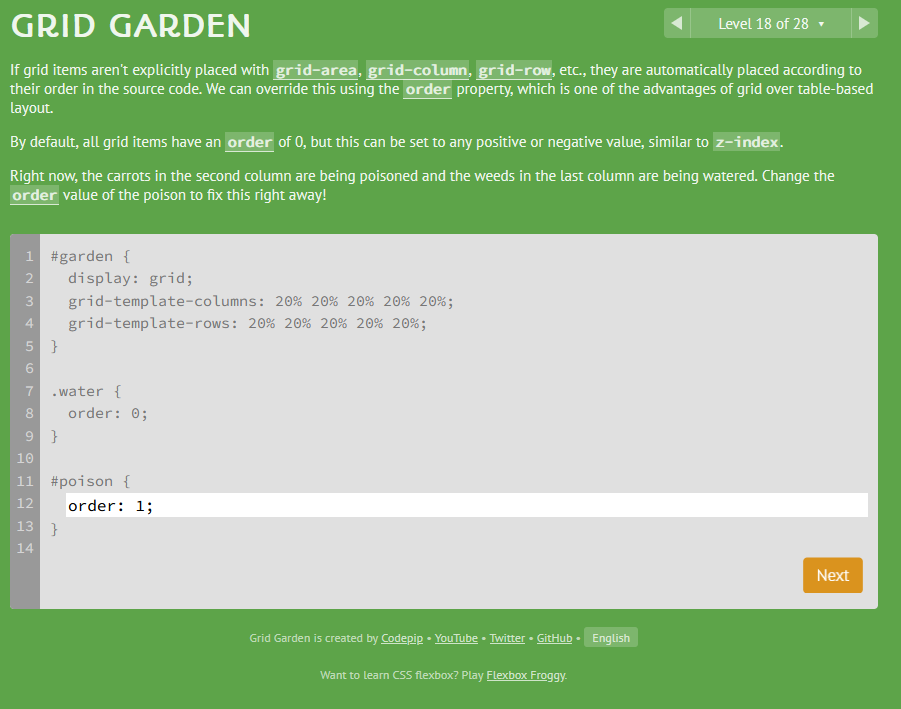 GRID GARDEN
◀ Level 18 of 28 ▾ ▶
If grid items aren't explicitly placed with grid-area, grid-column, grid-row, etc., they are automatically placed according to
their order in the source code. We can override this using the order property, which is one of the advantages of grid over table-based
layout.
By default, all grid items have an order of 0, but this can be set to any positive or negative value, similar to z-index.
Right now, the carrots in the second column are being poisoned and the weeds in the last column are being watered. Change the
order value of the poison to fix this right away!
1 #garden {
2 display: grid;
3 grid-template-columns: 20% 20% 20% 20% 20%;
4 grid-template-rows: 20% 20% 20% 20% 20%;
5 }
6
7 .water {
8 order: 0;
9 }
10
11 #poison {
12 order: 1;
13 }
14
Next
Grid Garden is created by Codepip • YouTube • Twitter • GitHub • English
Want to learn CSS flexbox? Play Flexbox Froggy.